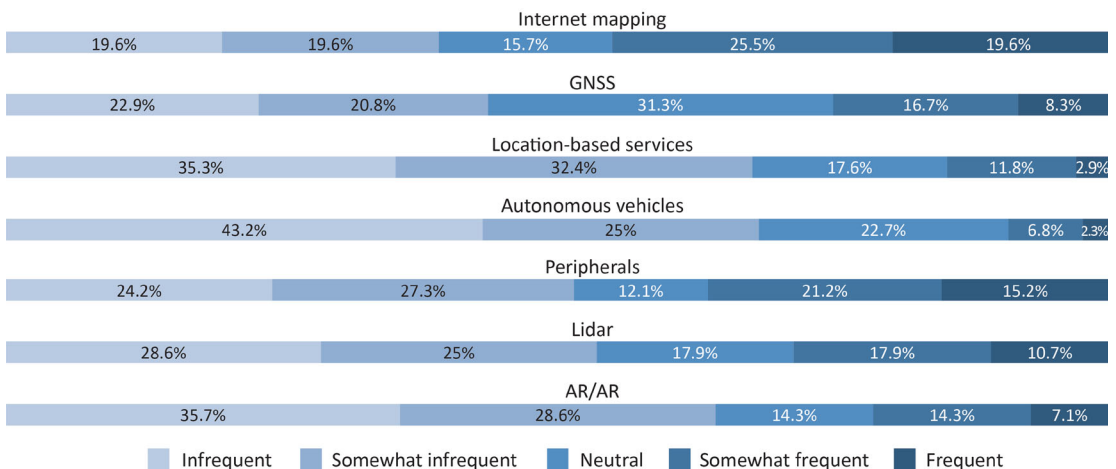 Internet mapping
19.6% 19.6% 15.7% 25.5% 19.6%
GNSS
22.9% 20.8% 31.3% 16.7% 8.3%
Location-based services
35.3% 32.4% 17.6% 11.8% 2.9%
Autonomous vehicles
43.2% 25% 22.7% 6.8% 2.3%
Peripherals
24.2% 27.3% 12.1% 21.2% 15.2%
Lidar
28.6% 25% 17.9% 17.9% 10.7%
AR/AR
35.7% 28.6% 14.3% 14.3% 7.1%
Infrequent Somewhat infrequent Neutral Somewhat frequent Frequent